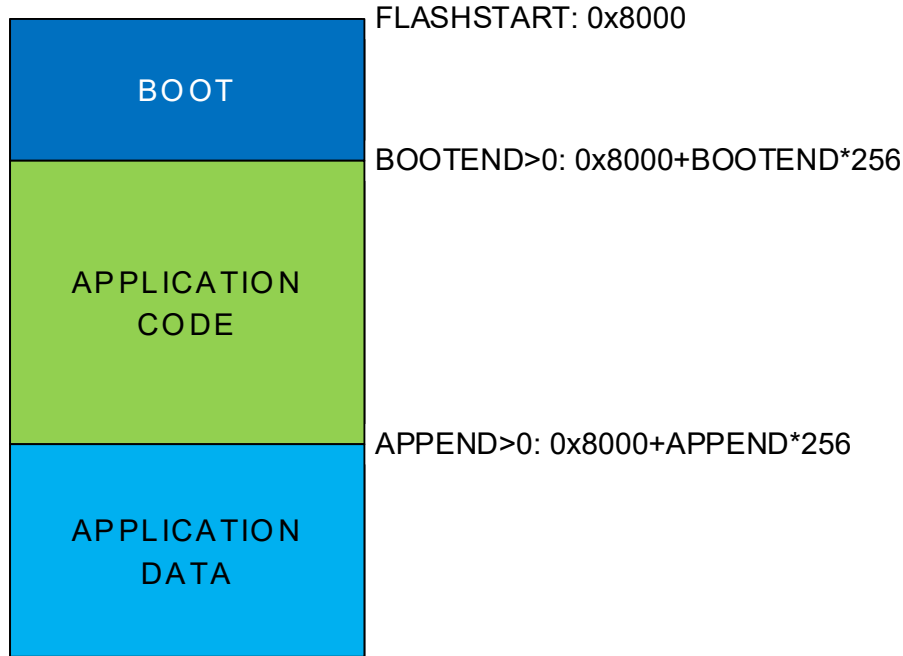 FLASHSTART: 0x8000
BOOT
BOOTEND>0: 0x8000+BOOTEND*256
APPLICATION
CODE
APPEND>0: 0x8000+APPEND*256
APPLICATION
DATA